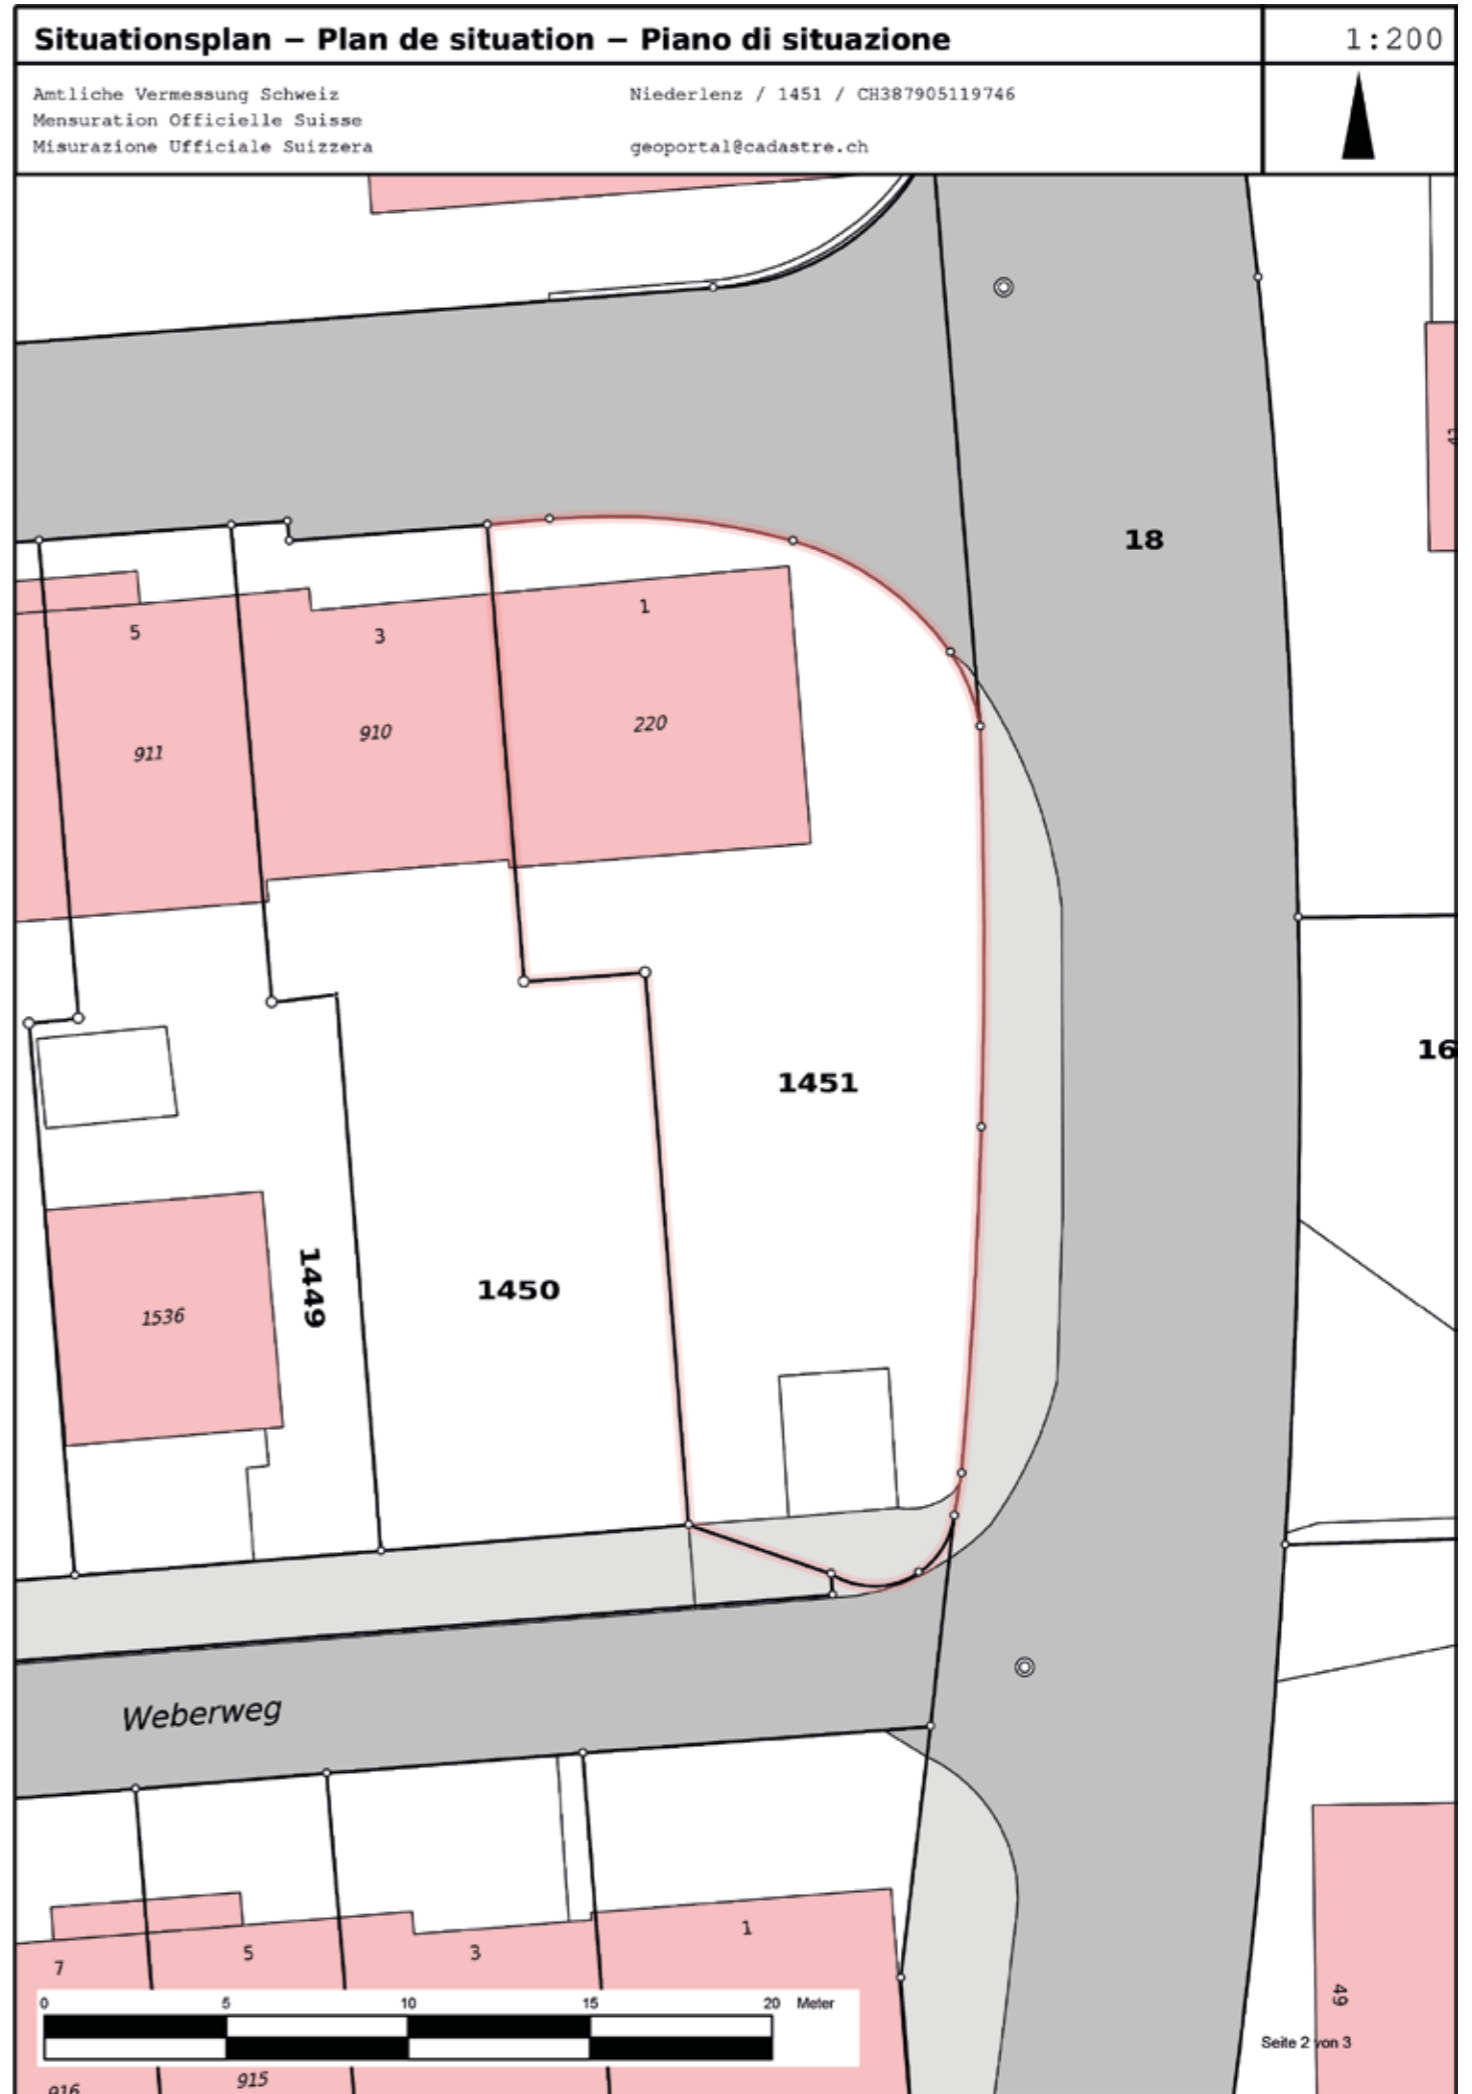 Situationsplan – Plan de situation – Piano di situazione
1:200
Amtliche Vermessung Schweiz
Mensuration Officielle Suisse
Misurazione Ufficiale Suizzera
Niederlenz / 1451 / CH387905119746
geoportal@cadastre.ch
18
5
3
1
911
910
220
16
1451
1449
1450
1536
Weberweg
7
5
3
1
49
0 5 10 15 20 Meter
Seite 2 von 3
915
916